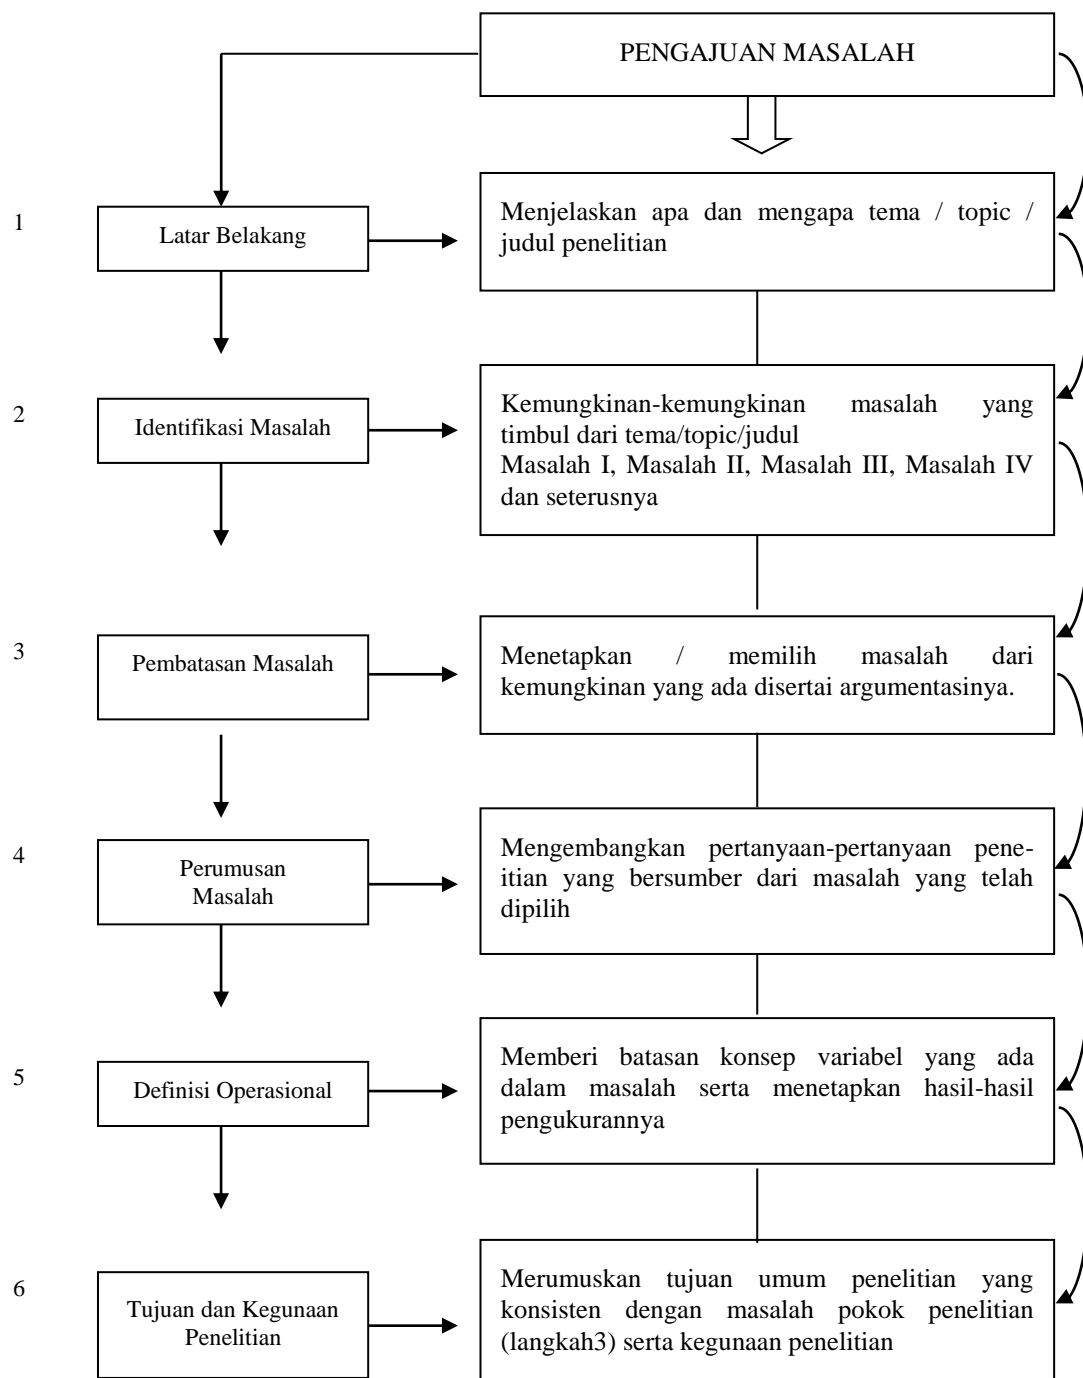 PENGAJUAN MASALAH
1
Latar Belakang
Menjelaskan apa dan mengapa tema / topic /
judul penelitian
2
Identifikasi Masalah
Kemungkinan-kemungkinan masalah yang
timbul dari tema/topic/judul
Masalah I, Masalah II, Masalah III, Masalah IV
dan seterusnya
3
Pembatasan Masalah
Menetapkan / memilih masalah dari
kemungkinan yang ada disertai argumentasinya.
4
Perumusan
Masalah
Mengembangkan pertanyaan-pertanyaan pene-
itian yang bersumber dari masalah yang telah
dipilih
5
Definisi Operasional
Memberi batasan konsep variabel yang ada
dalam masalah serta menetapkan hasil-hasil
pengukurannya
6
Tujuan dan Kegunaan
Penelitian
Merumuskan tujuan umum penelitian yang
konsisten dengan masalah pokok penelitian
(langkah3) serta kegunaan penelitian